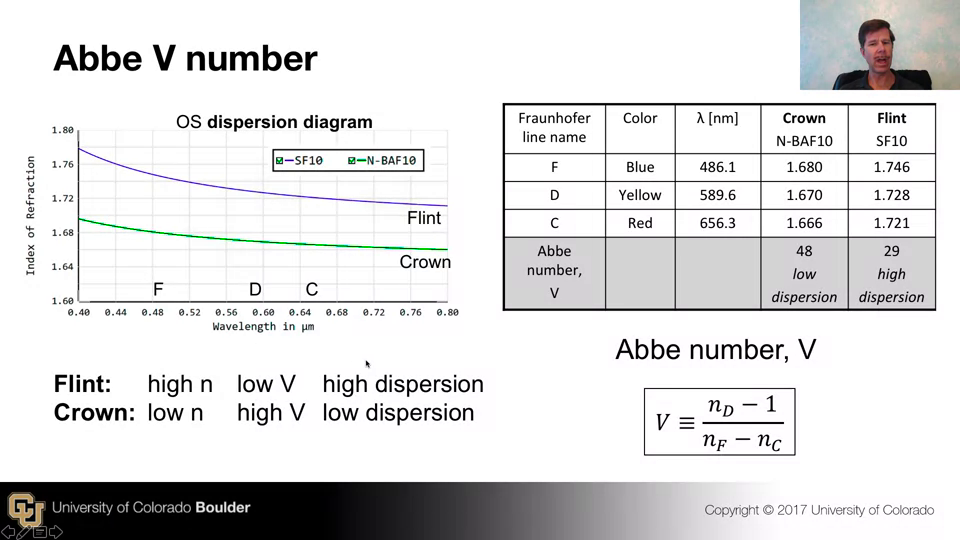 Abbe V number
OS dispersion diagram
1.80
1.76
1.72
1.68
1.64
1.60
Index of Refraction
SF10 N-BAF10
Flint
Crown
F D C
0.40 0.44 0.48 0.52 0.56 0.60 0.64 0.68 0.72 0.76 0.80
Wavelength in μm
Fraunhofer line name Color λ [nm] Crown N-BAF10 Flint SF10
F Blue 486.1 1.680 1.746
D Yellow 589.6 1.670 1.728
C Red 656.3 1.666 1.721
Abbe number, V 48 low dispersion 29 high dispersion
Flint: high n low V high dispersion
Crown: low n high V low dispersion
Abbe number, V
V ≡ (n_D − 1) / (n_F − n_C)
CU University of Colorado Boulder
Copyright © 2017 University of Colorado